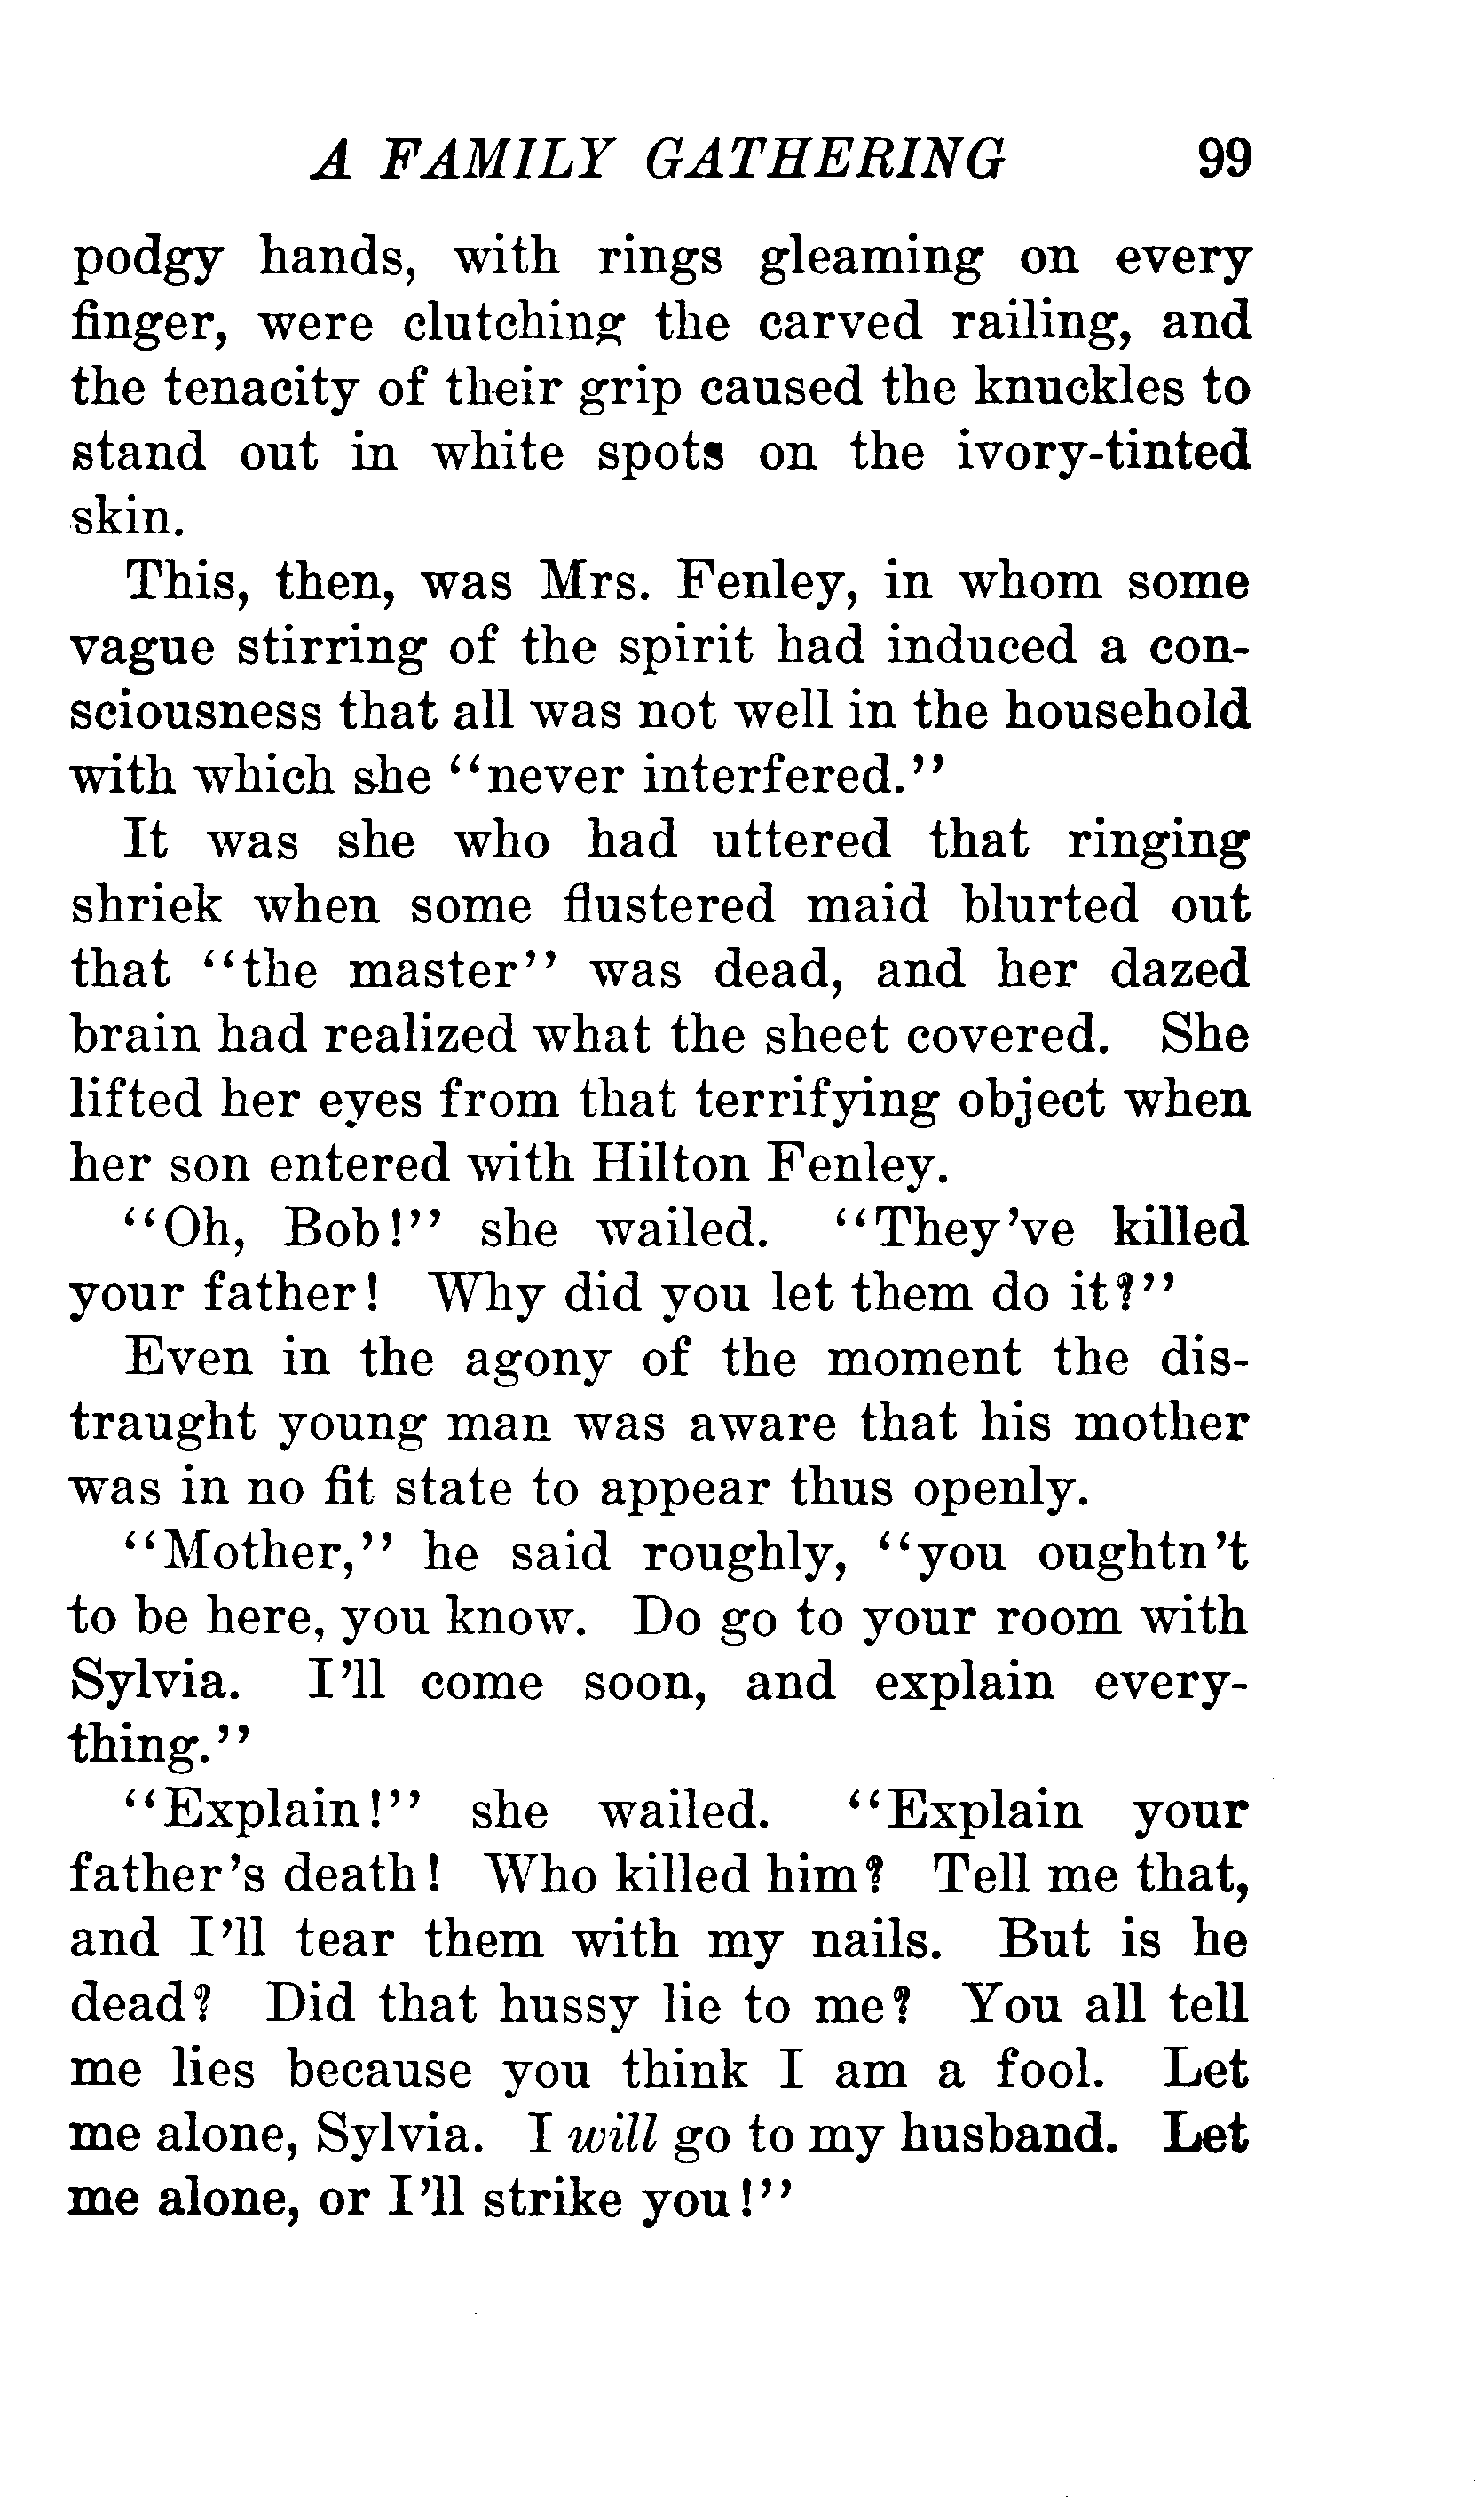 A FAMILY GATHERING 99
podgy hands, with rings gleaming on every
finger, were clutching the carved railing, and
the tenacity of their grip caused the knuckles to
stand out in white spots on the ivory-tinted
skin.
This, then, was Mrs. Fenley, in whom some
vague stirring of the spirit had induced a con-
sciousness that all was not well in the household
with which she "never interfered."
It was she who had uttered that ringing
shriek when some flustered maid blurted out
that "the master" was dead, and her dazed
brain had realized what the sheet covered. She
lifted her eyes from that terrifying object when
her son entered with Hilton Fenley.
"Oh, Bob!" she wailed. "They've killed
your father! Why did you let them do it?"
Even in the agony of the moment the dis-
traught young man was aware that his mother
was in no fit state to appear thus openly.
"Mother," he said roughly, "you oughtn't
to be here, you know. Do go to your room with
Sylvia. I'll come soon, and explain every-
thing."
"Explain!" she wailed. "Explain your
father's death! Who killed him? Tell me that,
and I'll tear them with my nails. But is he
dead? Did that hussy lie to me? You all tell
me lies because you think I am a fool. Let
me alone, Sylvia. I will go to my husband. Let
me alone, or I'll strike you!"